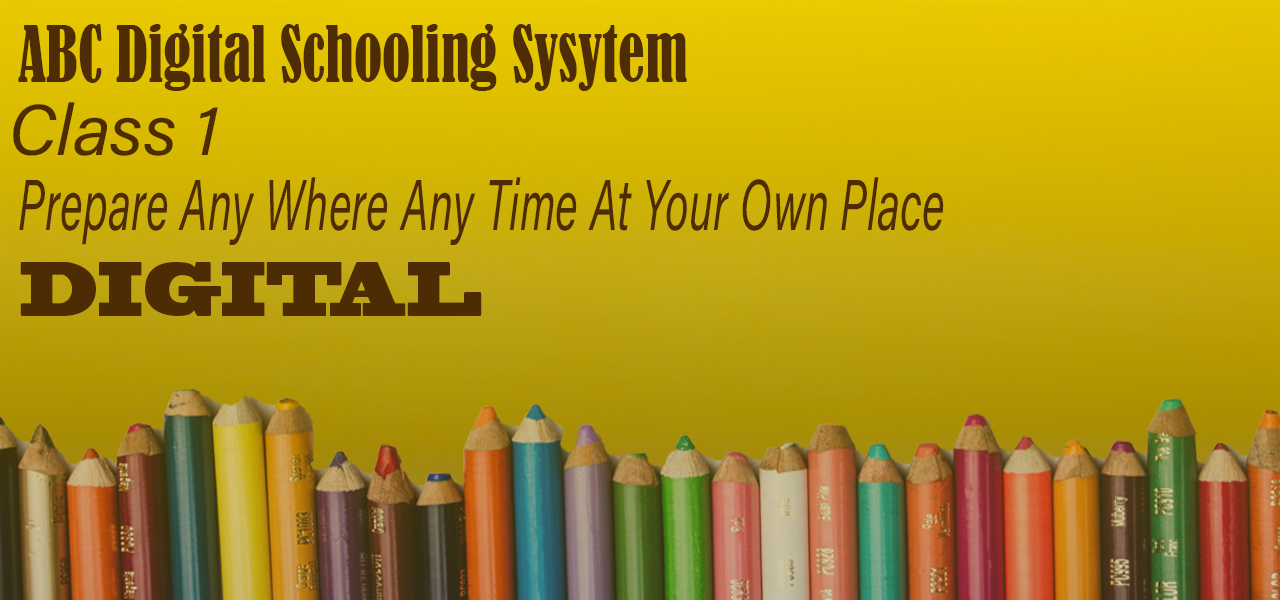 ABC Digital Schooling Sysytem
Class 1
Prepare Any Where Any Time At Your Own Place
DIGITAL